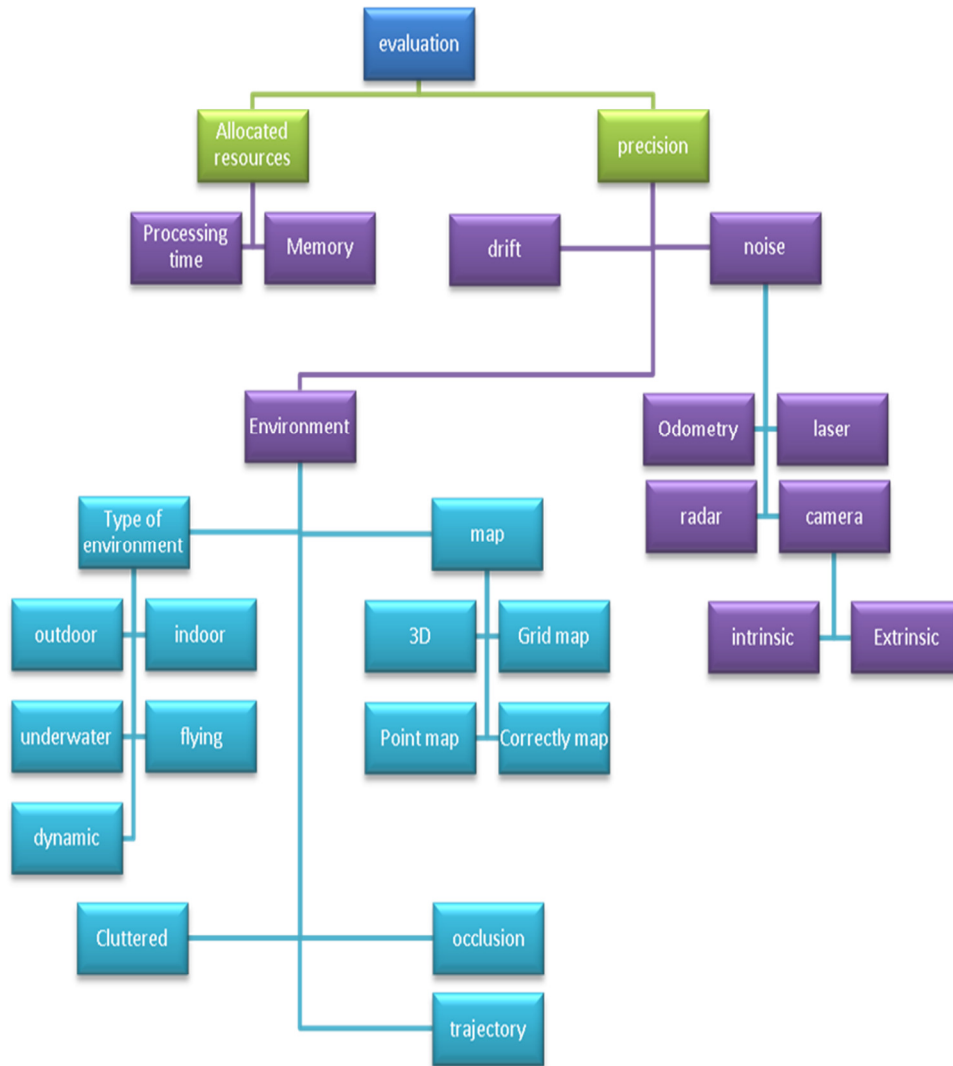 evaluation
Allocated
resources
precision
Processing
time
Memory
drift
noise
Environment
Odometry
laser
radar
camera
intrinsic
Extrinsic
Type of
environment
map
outdoor
indoor
3D
Grid map
underwater
flying
Point map
Correctly map
dynamic
Cluttered
occlusion
trajectory